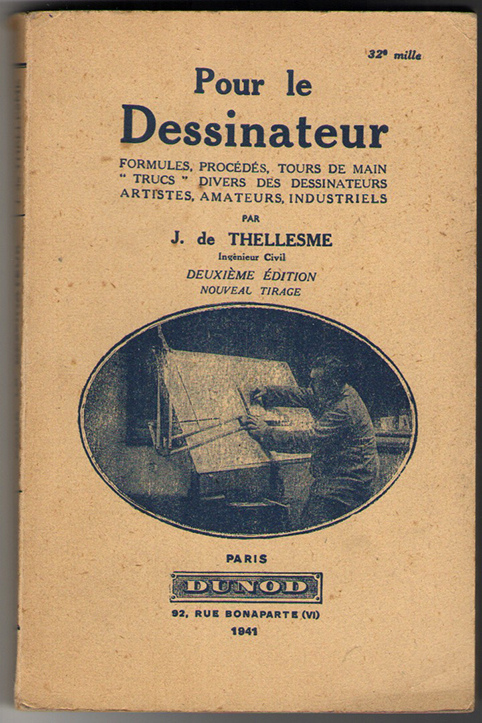 32e mille
Pour le
Dessinateur
FORMULES, PROCÉDÉS, TOURS DE MAIN
" TRUCS " DIVERS DES DESSINATEURS
ARTISTES, AMATEURS, INDUSTRIELS
PAR
J. de THELLESME
Ingénieur Civil
DEUXIÈME ÉDITION
NOUVEAU TIRAGE
PARIS
DUNOD
92, RUE BONAPARTE (VI)
1941